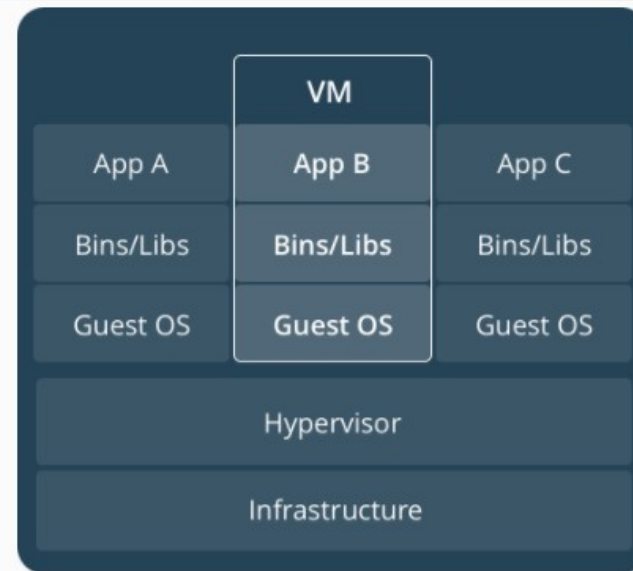 VM
App A App B App C
Bins/Libs Bins/Libs Bins/Libs
Guest OS Guest OS Guest OS
Hypervisor
Infrastructure